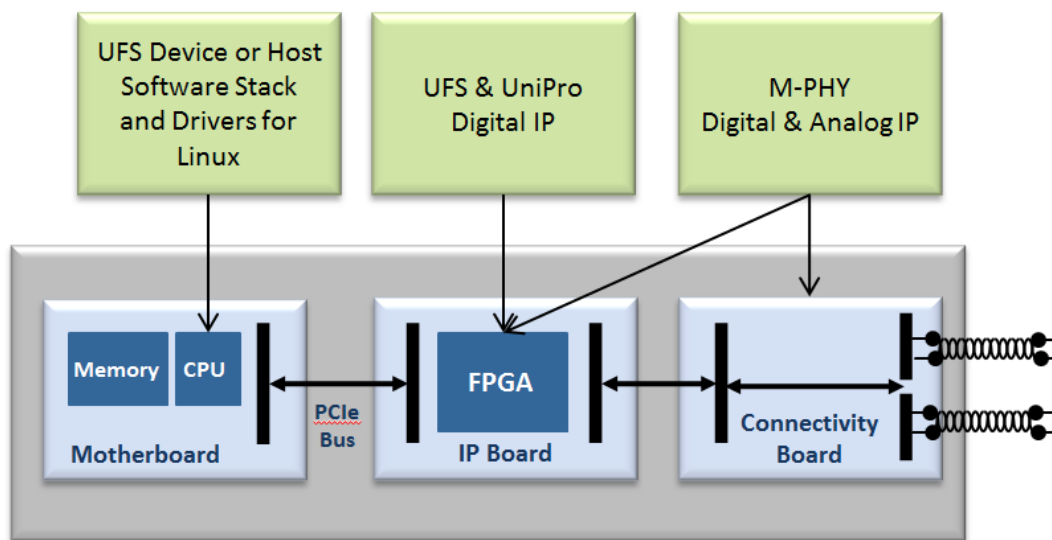 UFS Device or Host
Software Stack
and Drivers for
Linux
UFS & UniPro
Digital IP
M-PHY
Digital & Analog IP
Memory
CPU
Motherboard
PCIe
Bus
FPGA
IP Board
Connectivity
Board